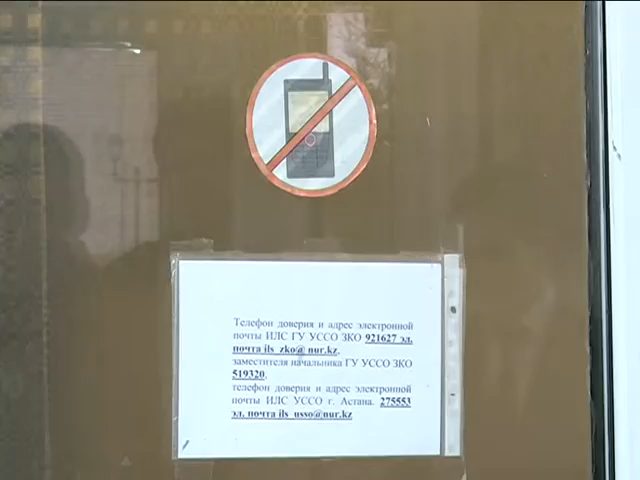 Телефон доверия и адрес электронной
почты ИЛС ГУ УССО ЗКО 921627 эл.
почта ils_zko@ nur.kz,
заместителя начальника ГУ УССО ЗКО
519320,
телефон доверия и адрес электронной
почты ИЛС УССО г. Астана. 275553
эл. почта ils_usso@nur.kz